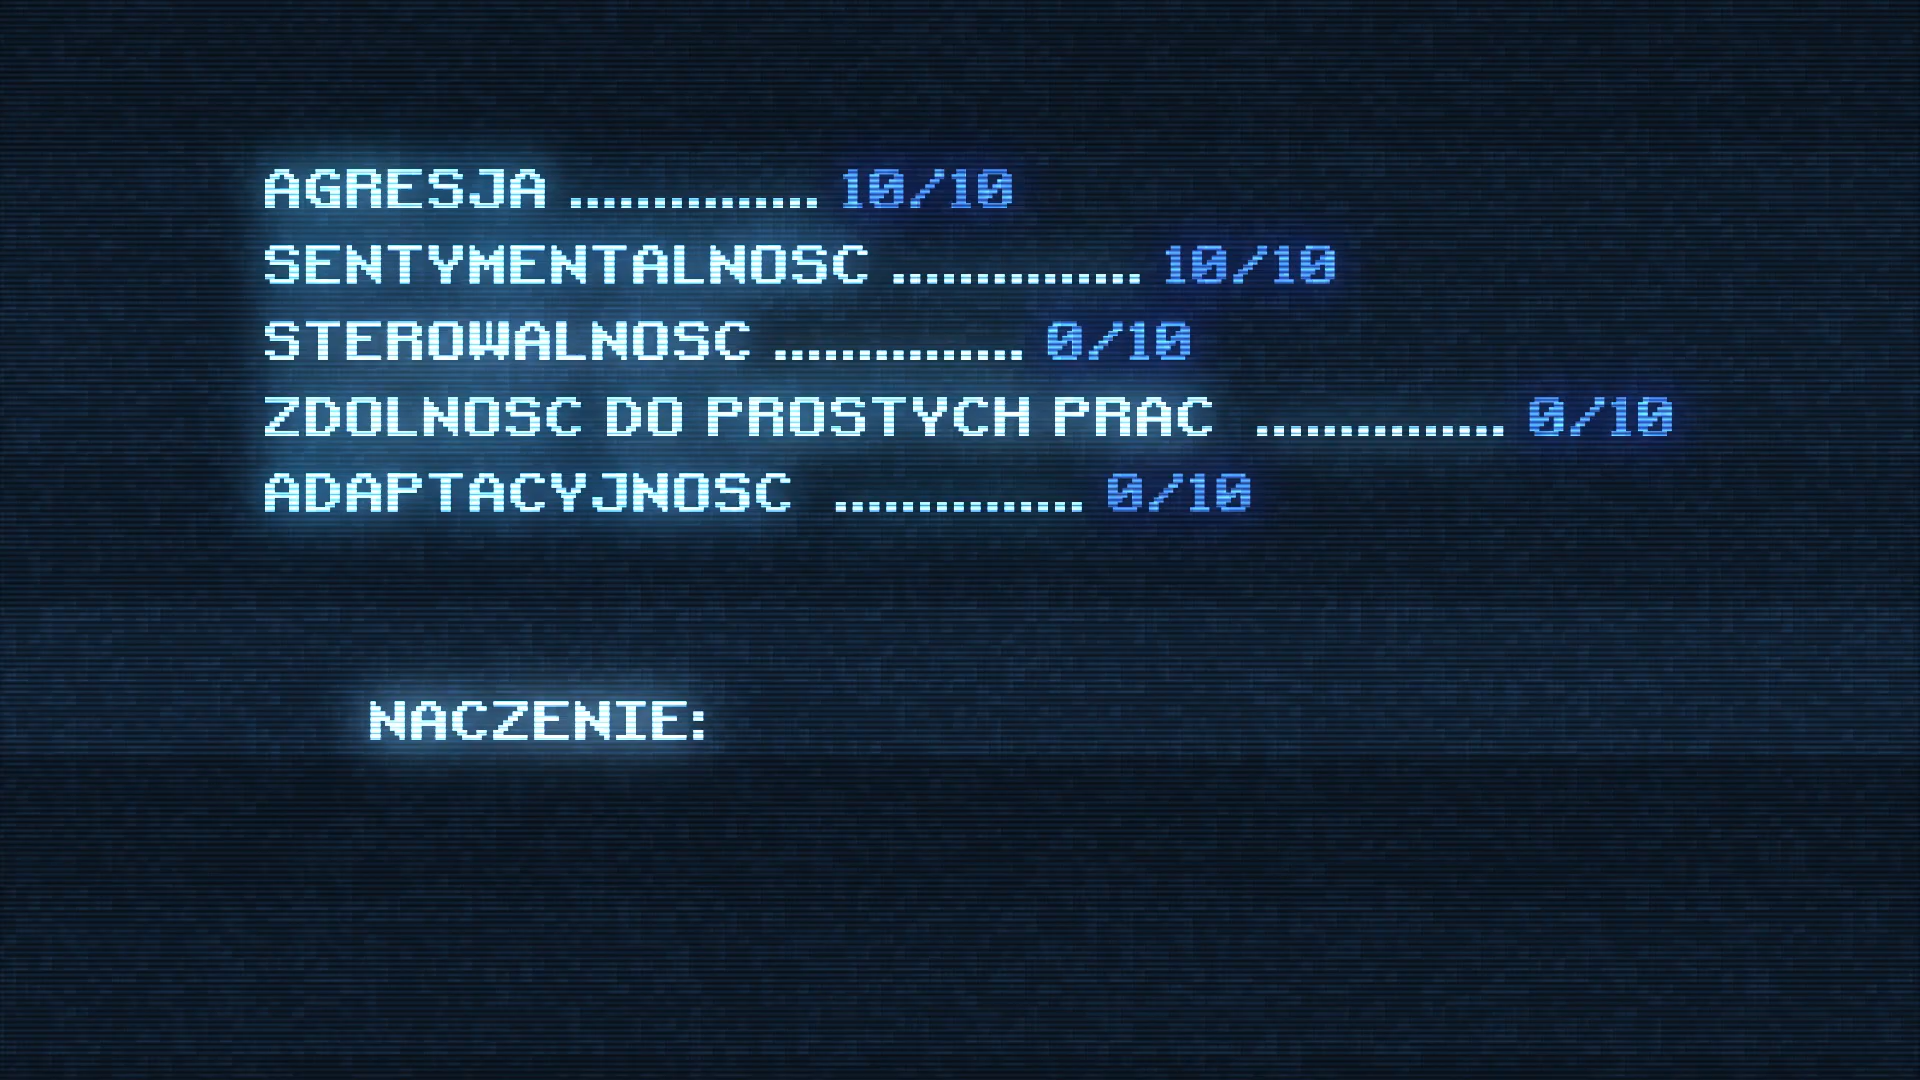 AGRESJA ............... 10/10
SENTYMENTALNOSC ............... 10/10
STEROWALNOSC ............... 0/10
ZDOLNOSC DO PROSTYCH PRAC ............... 0/10
ADAPTACYJNOSC ............... 0/10
NACZENIE: